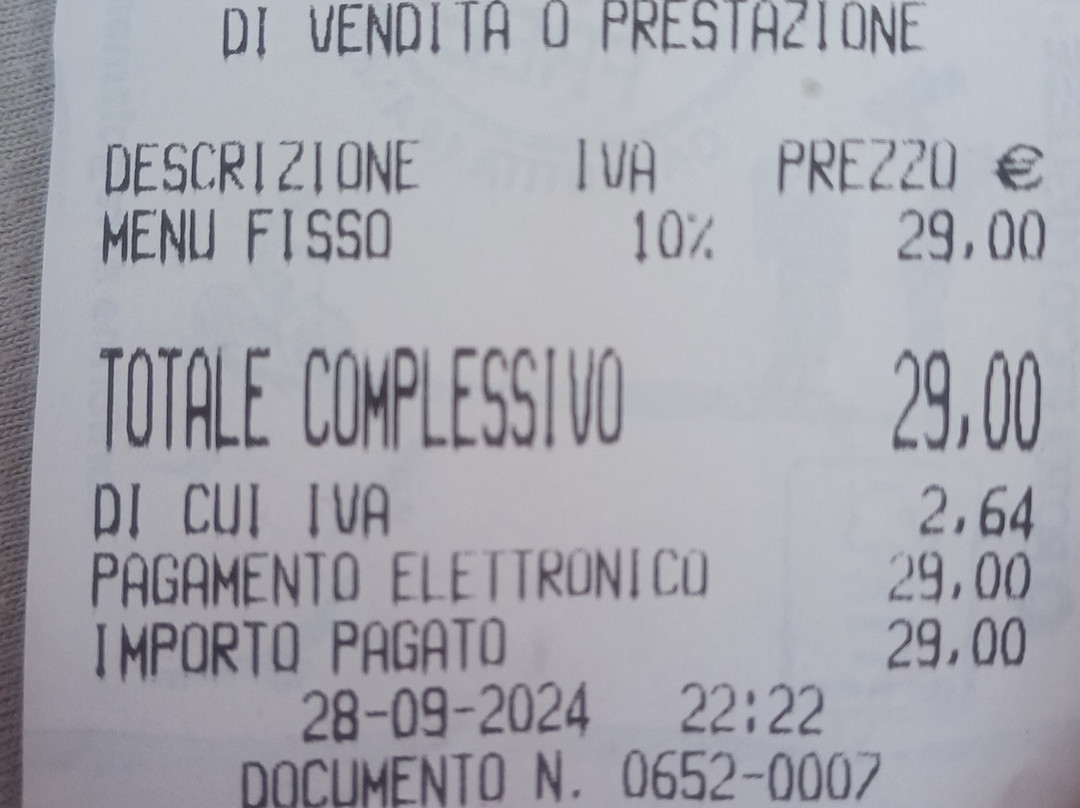 DI VENDITA O PRESTAZIONE
DESCRIZIONE IVA PREZZO €
MENU FISSO 10% 29,00
TOTALE COMPLESSIVO 29,00
DI CUI IVA 2,64
PAGAMENTO ELETTRONICO 29,00
IMPORTO PAGATO 29,00
28-09-2024 22:22
DOCUMENTO N. 0652-0007